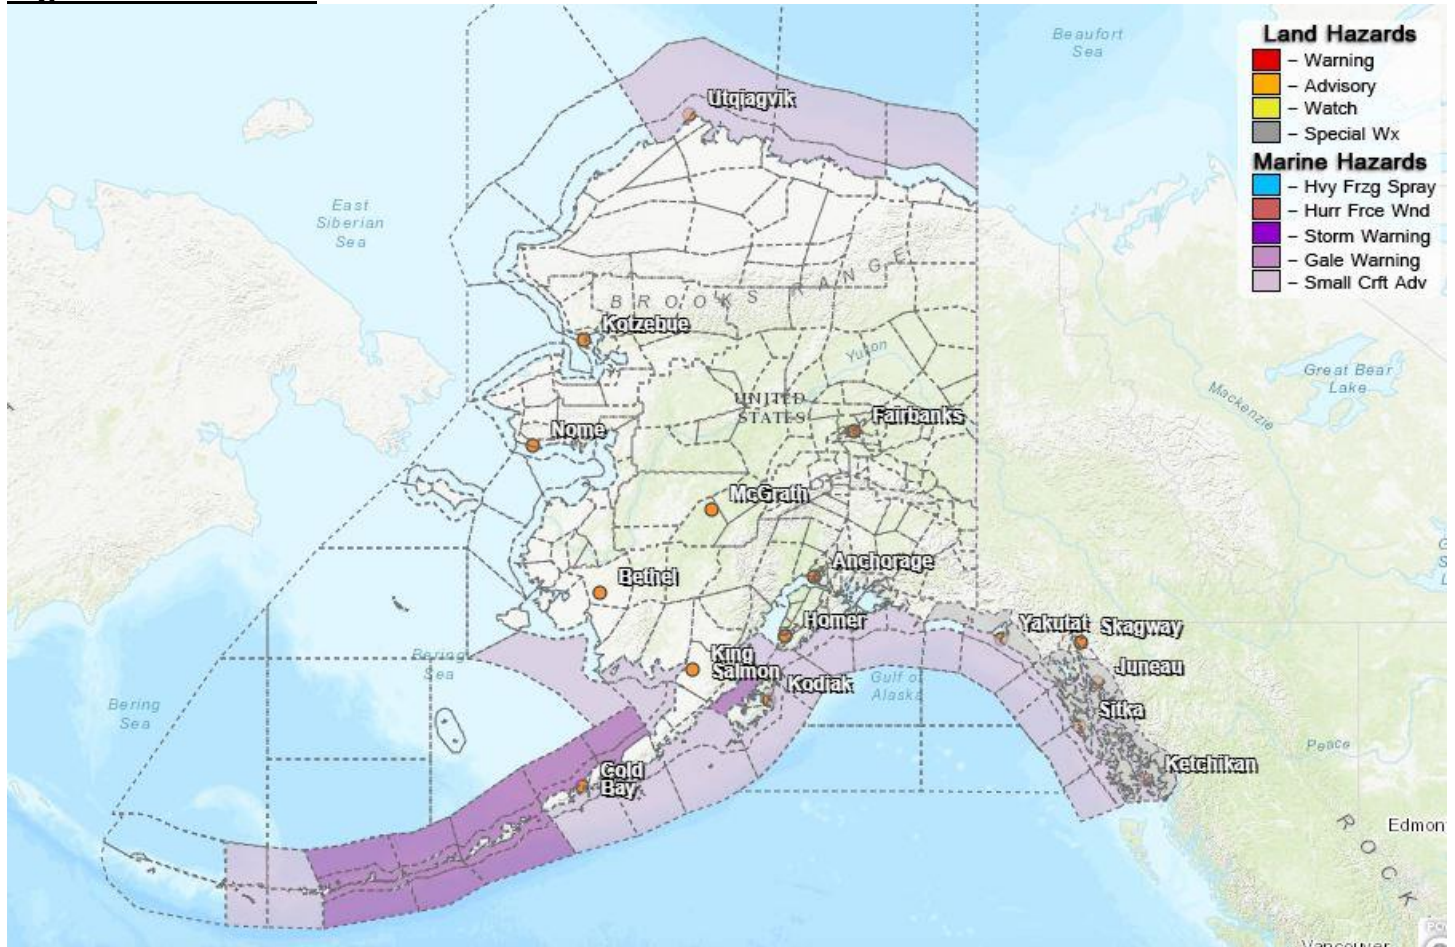 Beaufort
Sea
Land Hazards
– Warning
– Advisory
– Watch
– Special Wx
Marine Hazards
– Hvy Frzg Spray
– Hurr Frce Wnd
– Storm Warning
– Gale Warning
– Small Crft Adv
Utqiagvik
East
Siberian
Sea
BROOKS RANGE
Kotzebue
Yukon
Great Bear
Lake
Mackenzie
UNITED
STATES
Fairbanks
Nome
McGrath
Anchorage
Bethel
Homer
Yakutat
Skagway
King
Salmon
Juneau
Bering
Sea
Kodiak
Gulf of
Alaska
Bering
Sea
Sitka
Peace
Ketchikan
Cold
Bay
Edmon
ROCK
Vancouver